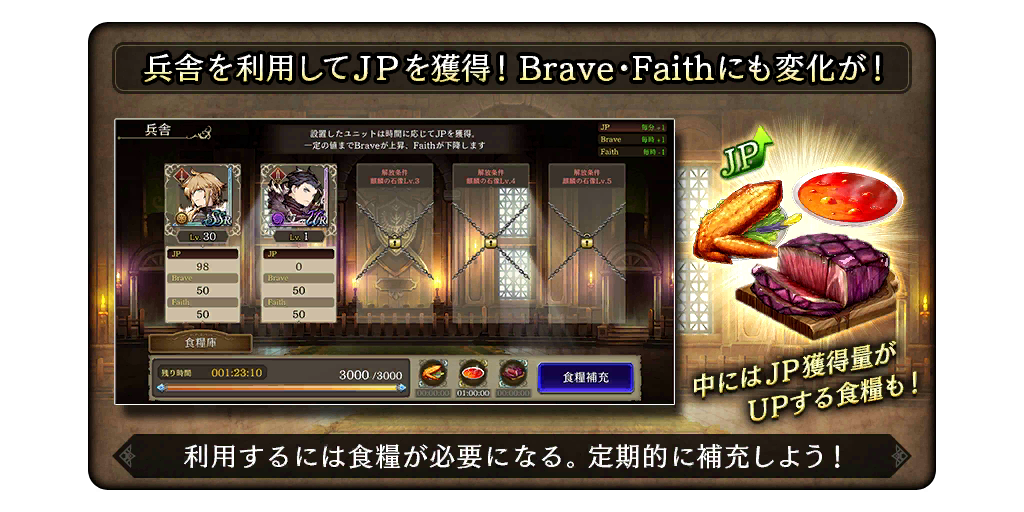 兵舎を利用してJPを獲得！Brave・Faithにも変化が！
兵舎
設置したユニットは時間に応じてJPを獲得。
一定の値までBraveが上昇、Faithが下降します
JP 毎分 +1
Brave 毎時 +1
Faith 毎時 -1
SSR
UR
Lv.30
Lv.1
解放条件
麒麟の石像Lv.3
解放条件
麒麟の石像Lv.4
解放条件
麒麟の石像Lv.5
JP
98
Brave
50
Faith
50
JP
0
Brave
50
Faith
50
食糧庫
残り時間 001:23:10
3000 /3000
00:00:00
01:00:00
00:00:00
食糧補充
JP
中にはJP獲得量が
UPする食糧も！
利用するには食糧が必要になる。定期的に補充しよう！